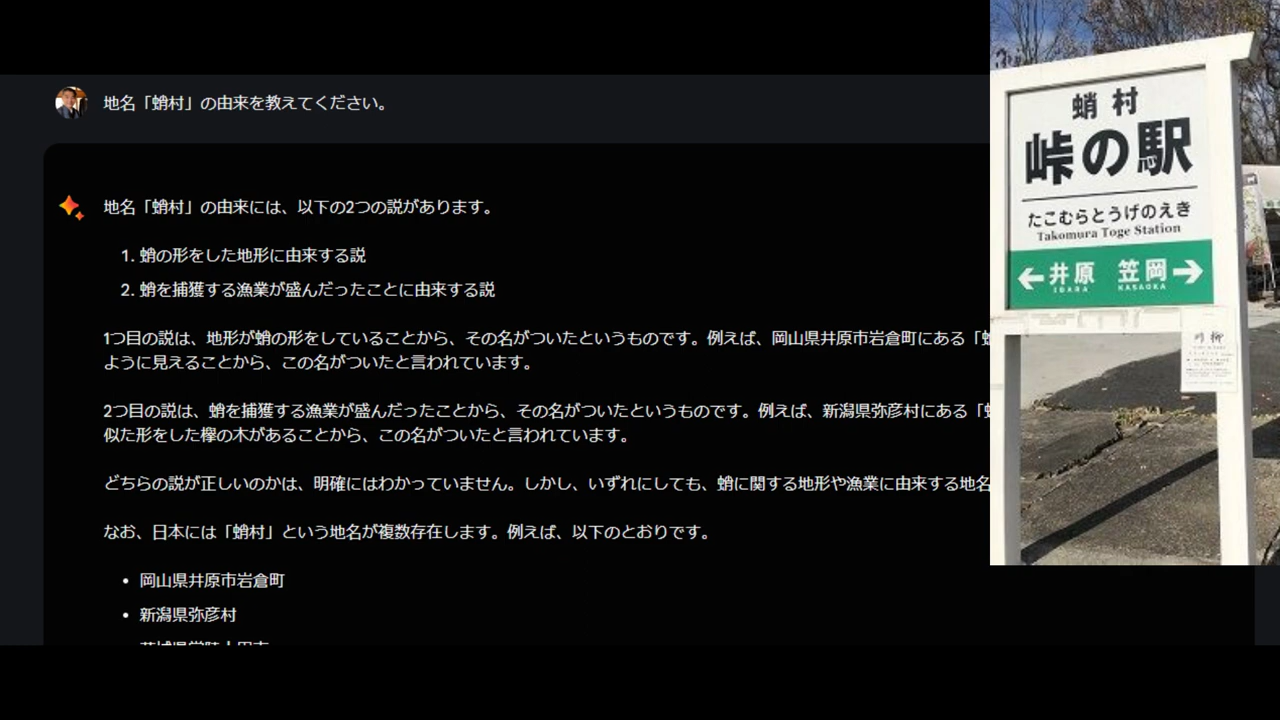 地名「蛸村」の由来を教えてください。
地名「蛸村」の由来には、以下の2つの説があります。
1. 蛸の形をした地形に由来する説
2. 蛸を捕獲する漁業が盛んだったことに由来する説
1つ目の説は、地形が蛸の形をしていることから、その名がついたというものです。例えば、岡山県井原市岩倉町にある「
ように見えることから、この名がついたと言われています。
2つ目の説は、蛸を捕獲する漁業が盛んだったことから、その名がついたというものです。例えば、新潟県弥彦村にある「
似た形をした欅の木があることから、この名がついたと言われています。
どちらの説が正しいのかは、明確にはわかっていません。しかし、いずれにしても、蛸に関する地形や漁業に由来する地名
なお、日本には「蛸村」という地名が複数存在します。例えば、以下のとおりです。
• 岡山県井原市岩倉町
• 新潟県弥彦村
蛸村
峠の駅
たこむらとうげのえき
Takomura Toge Station
←井原 笠岡→
IBARA KASAOKA
川柳